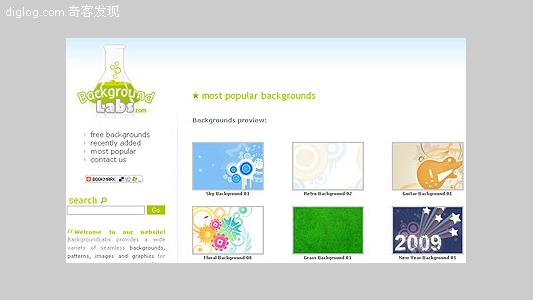 diglog.com 奇客发现
Background
Labs.com
★ most popular backgrounds
free backgrounds
recently added
most popular
contact us
Backgrounds preview:
BOOKMARK
Sky Background 01
Retro Background 02
Guitar Background 01
search
Go
2009
Floral Background 08
Grass Background 01
New Year Background 05
“Welcome to our website!
BackgroundLabs provides a wide
variety of seamless backgrounds,
patterns, images and graphics for